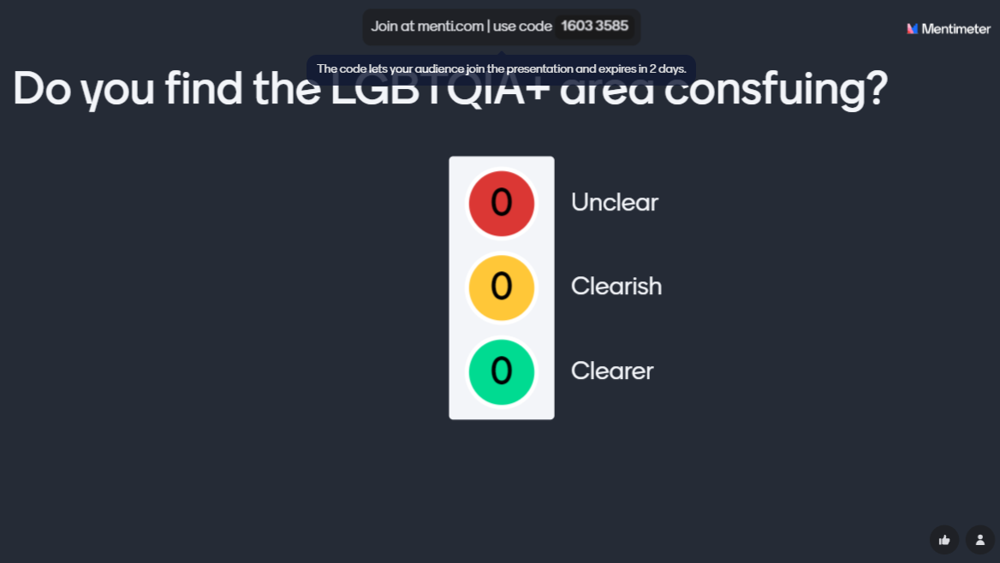 Join at menti.com | use code 1603 3585
Mentimeter
The code lets your audience join the presentation and expires in 2 days.
Do you find the LGBTQIA+ area consfuing?
0 Unclear
0 Clearish
0 Clearer